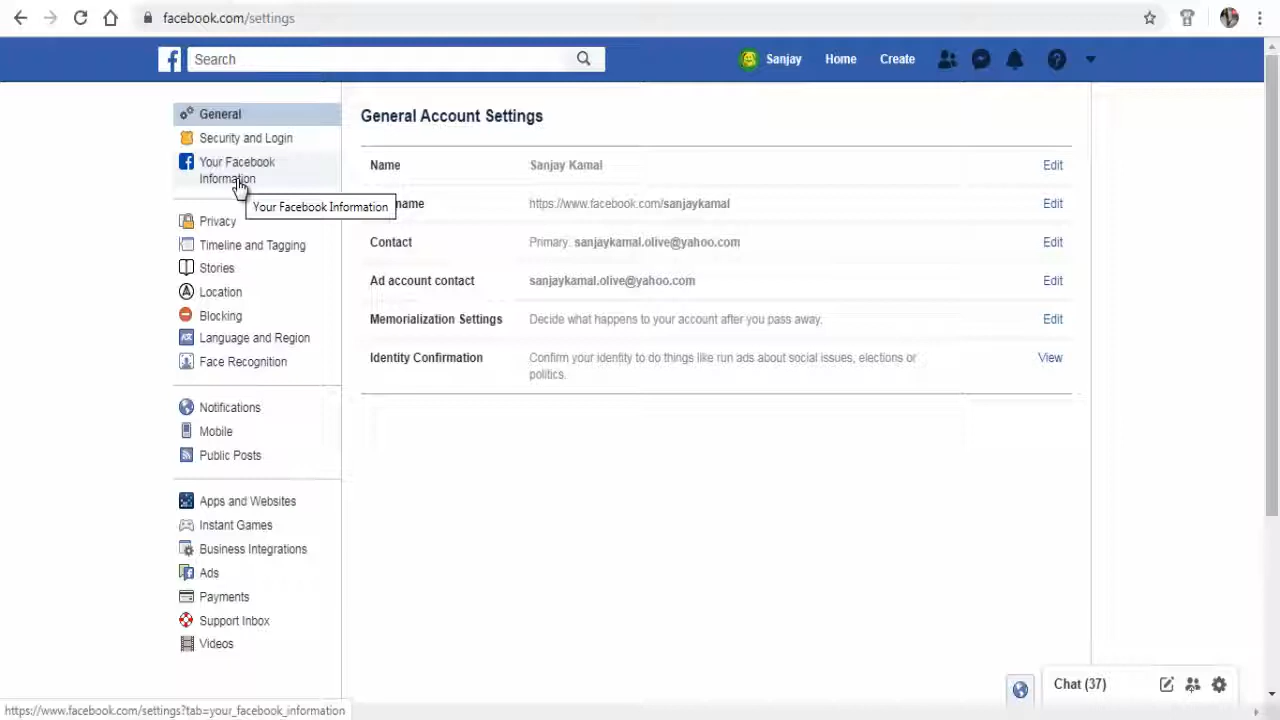 facebook.com/settings
Search
Sanjay
Home
Create
General
Security and Login
Your Facebook
Information
Your Facebook Information
Privacy
Timeline and Tagging
Stories
Location
Blocking
Language and Region
Face Recognition
Notifications
Mobile
Public Posts
Apps and Websites
Instant Games
Business Integrations
Ads
Payments
Support Inbox
Videos
General Account Settings
Name Sanjay Kamal Edit
name https://www.facebook.com/sanjaykamal Edit
Contact Primary: sanjaykamal.olive@yahoo.com Edit
Ad account contact sanjaykamal.olive@yahoo.com Edit
Memorialization Settings Decide what happens to your account after you pass away. Edit
Identity Confirmation Confirm your identity to do things like run ads about social issues, elections or View
politics.
Chat (37)
https://www.facebook.com/settings?tab=your_facebook_information